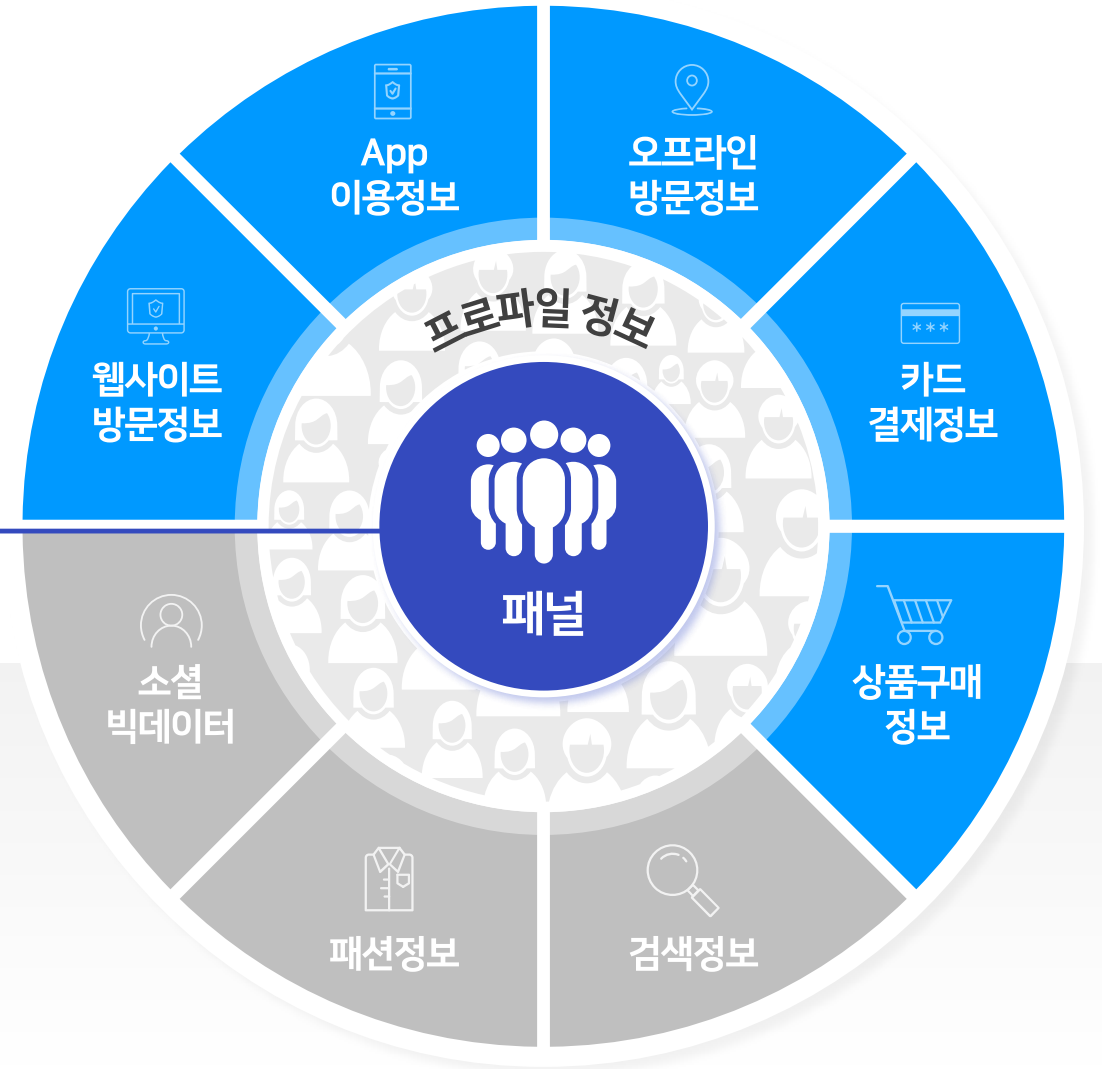 App
이용정보
오프라인
방문정보
웹사이트
방문정보
프로파일 정보
카드
결제정보
***
패널
소셜
빅데이터
상품구매
정보
패션정보
검색정보